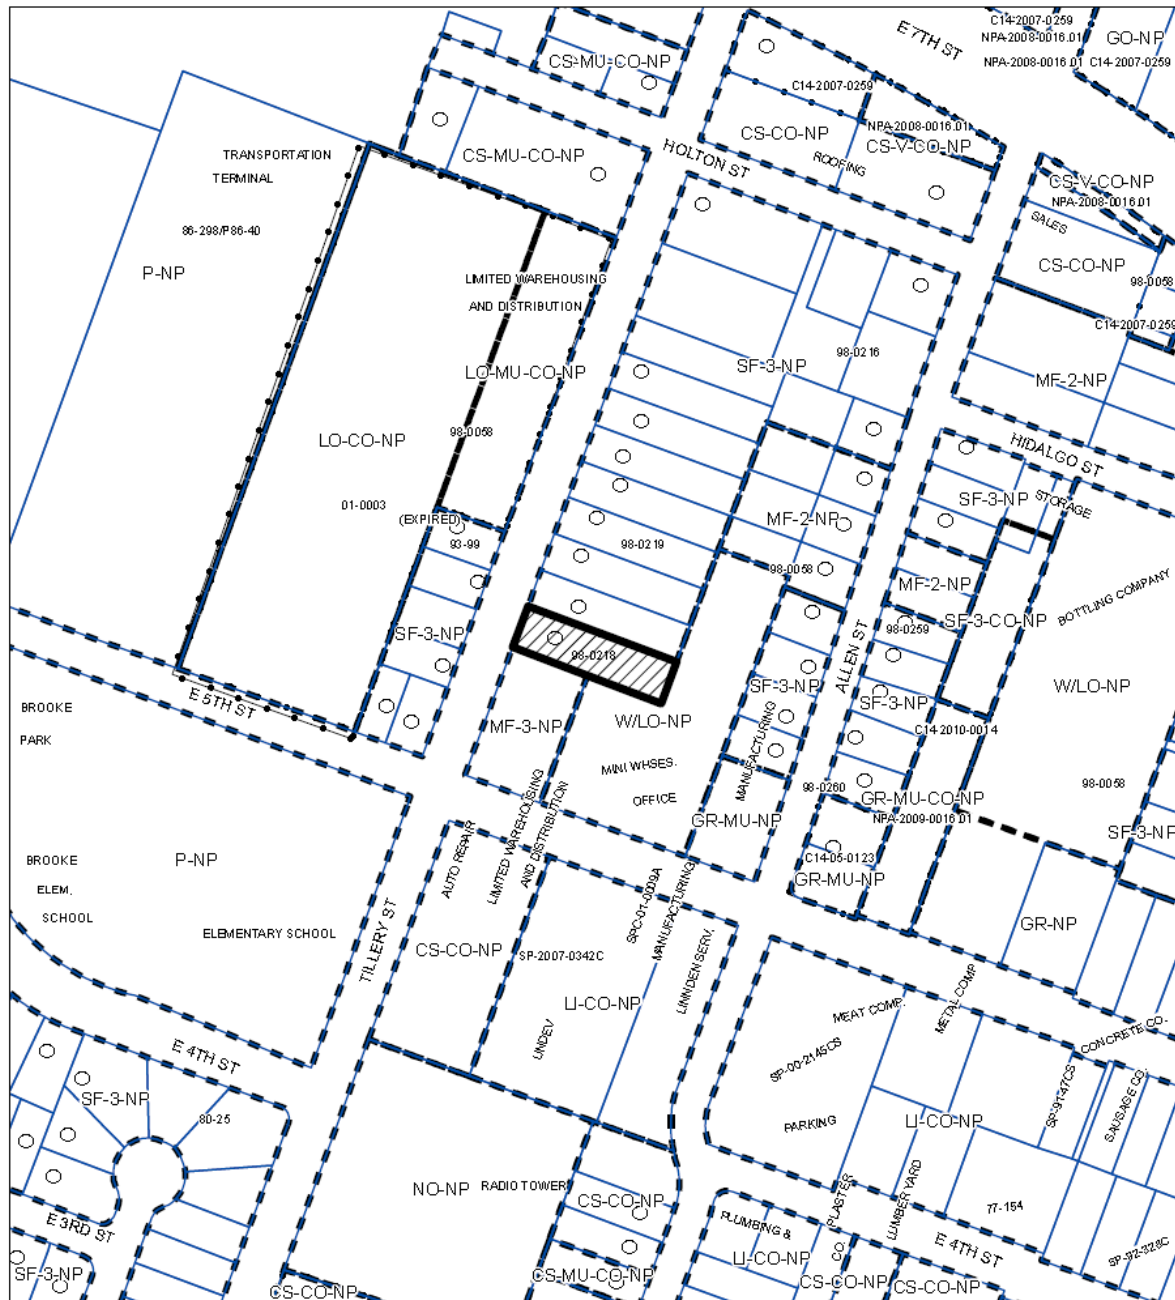 C14-2007-0259
NPA-2008-0016.01
GO-NP
NPA-2008-0016.01
C14-2007-0259
E 7TH ST
CS-MU-CO-NP
C14-2007-0259
NPA-2008-0016.01
CS-CO-NP
CS-V-CO-NP
HOLTON ST
ROOFING
TRANSPORTATION
TERMINAL
CS-MU-CO-NP
CS-V-CO-NP
NPA-2008-0016.01
SALES
86-298/P86-40
P-NP
CS-CO-NP
98-0058
LIMITED WAREHOUSING
AND DISTRIBUTION
C14-2007-0259
98-0216
SF-3-NP
LO-MU-CO-NP
MF-2-NP
98-0058
LO-CO-NP
HIDALGO ST
01-0003
(EXPIRED)
93-99
SF-3-NP
STORAGE
MF-2-NP
98-0219
98-0058
MF-2-NP
BOTTLING COMPANY
SF-3-CO-NP
98-0259
SF-3-NP
98-0218
ALLEN ST
W/LO-NP
SF-3-NP
SF-3-NP
E 5TH ST
BROOKE
PARK
MF-3-NP
W/LO-NP
C14-2010-0014
MANUFACTURING
MINI WHSES.
OFFICE
98-0260
98-0058
GR-MU-CO-NP
NPA-2009-0016.01
GR-MU-NP
SF-3-NP
AUTO REPAIR
LIMITED WAREHOUSING
AND DISTRIBUTION
BROOKE
ELEM.
SCHOOL
P-NP
C14-05-0123
GR-MU-NP
ELEMENTARY SCHOOL
TILLERY ST
SPC-01-0009A
MANUFACTURING
GR-NP
CS-CO-NP
SP-2007-0342C
LI-CO-NP
LINNDEN SERV.
UNDEV.
MEAT COMP.
METAL COMP
CONCRETE CO.
E 4TH ST
SP-00-2145CS
SP-91-47CS
SAUSAGE CO.
SF-3-NP
80-25
PARKING
LI-CO-NP
NO-NP
RADIO TOWER
CS-CO-NP
PLASTER
CO.
LUMBER YARD
77-154
E 3RD ST
PLUMBING &
E 4TH ST
SP-92-328C
LI-CO-NP
SF-3-NP
CS-MU-CO-NP
CS-CO-NP
CS-CO-NP
CS-CO-NP